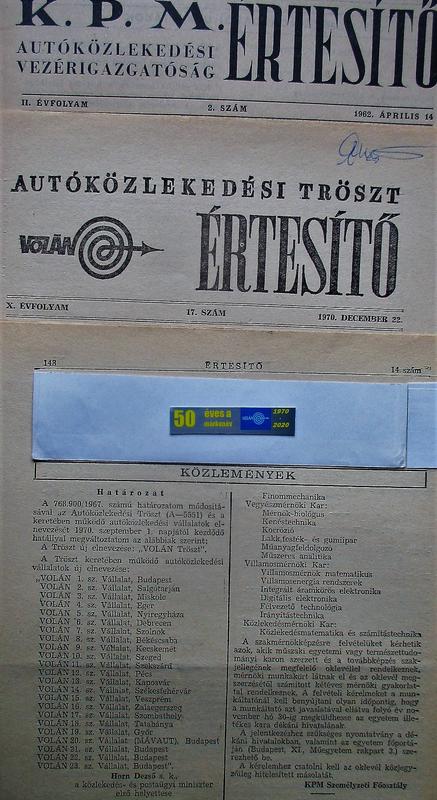 K. P. M.
AUTÓKÖZLEKEDÉSI
VEZÉRIGAZGATÓSÁG
ÉRTESÍTŐ
II. ÉVFOLYAM 2. SZÁM 1962. ÁPRILIS 14
AUTÓKÖZLEKEDÉSI TRÖSZT
VOLÁN
ÉRTESÍTŐ
X. ÉVFOLYAM 17. SZÁM 1970. DECEMBER 22.
148 ÉRTESÍTŐ 14. szám
50 éves a
márkanév
1970
2020
KÖZLEMÉNYEK
Határozat
A 768.900/1967. számú határozatom módosítá-
sával az Autóközlekedési Tröszt (A—5551) és a
keretében működő autóközlekedési vállalatok el-
nevezését 1970. szeptember 1. napjától kezdődő
hatállyal megváltoztatom az alábbiak szerint:
A Tröszt új elnevezése: „VOLÁN Tröszt".
A Tröszt keretében működő autóközlekedési
vállalatok új elnevezése:
„VOLÁN 1. sz. Vállalat, Budapest
VOLÁN 2. sz. Vállalat, Salgótarján
VOLÁN 3. sz. Vállalat, Miskolc
VOLÁN 4. sz. Vállalat, Eger
VOLÁN 5. sz. Vállalat, Nyíregyháza
VOLÁN 6. sz. Vállalat, Debrecen
VOLÁN 7. sz. Vállalat, Szolnok
VOLÁN 8. sz. Vállalat, Békéscsaba
VOLÁN 9. sz. Vállalat, Kecskemét
VOLÁN 10. sz. Vállalat, Szeged
VOLÁN 11. sz. Vállalat, Szekszárd
VOLÁN 12. sz. Vállalat, Pécs
VOLÁN 13. sz. Vállalat, Kaposvár
VOLÁN 14. sz. Vállalat, Székesfehérvár
VOLÁN 15. sz. Vállalat, Veszprém
VOLÁN 16. sz. Vállalat, Zalaegerszeg
VOLÁN 17. sz. Vállalat, Szombathely
VOLÁN 18. sz. Vállalat, Tatabánya
VOLÁN 19. sz. Vállalat, Győr
VOLÁN 20. sz. (MÁVAUT), Budapest
VOLÁN 21. sz. Vállalat, Budapest
VOLÁN 22. sz. Vállalat, Budapest
VOLÁN 23. sz. Vállalat, Budapest".
Horn Dezső s. k.,
a közlekedés- és postaügyi miniszter
első helyettese
Finommechanika
Vegyészmérnöki Kar:
Mérnök-biológus
Kenéstechnika
Korrózió
Lakk, festék- és gumiipar
Műanyagfeldolgozó
Műszeres analitika
Villamosmérnöki Kar:
Villamosmérnök matematikus
Villamosenergia rendszerek
Integrált áramkörös elektronika
Digitális elektronika
Félvezető technológia
Irányítástechnika
Közlekedésmérnöki Kar:
Közlekedésmatematika és számítástechnika
A szakmérnökképzésre felvételüket kérhetik
azok, akik műszaki egyetemi vagy természettudo-
mányi karon szerzett és a továbbképzés szak-
jellegének megfelelő oklevéllel rendelkeznek,
mérnöki munkakört látnak el és az oklevél meg-
szerzésétől számított kétéves mérnöki gyakorlat-
tal rendelkeznek. A felvételi kérelmeket a mun-
káltatónál kell benyújtani olyan időpontig, hogy
a munkáltató azt javaslatával ellátva folyó év no-
vember hó 30-ig megküldhesse az egyetem ille-
tékes kara dékáni hivatalának.
A jelentkezéshez szükséges nyomtatvány a dé-
káni hivatalokban, valamint az egyetem főportá-
ján (Budapest, XI., Műegyetem rakpart 3.) sze-
rezhető be.
A kérelemhez csatolni kell az oklevél közjegy-
zőileg hitelesített másolatát.
KPM Személyzeti Főosztály